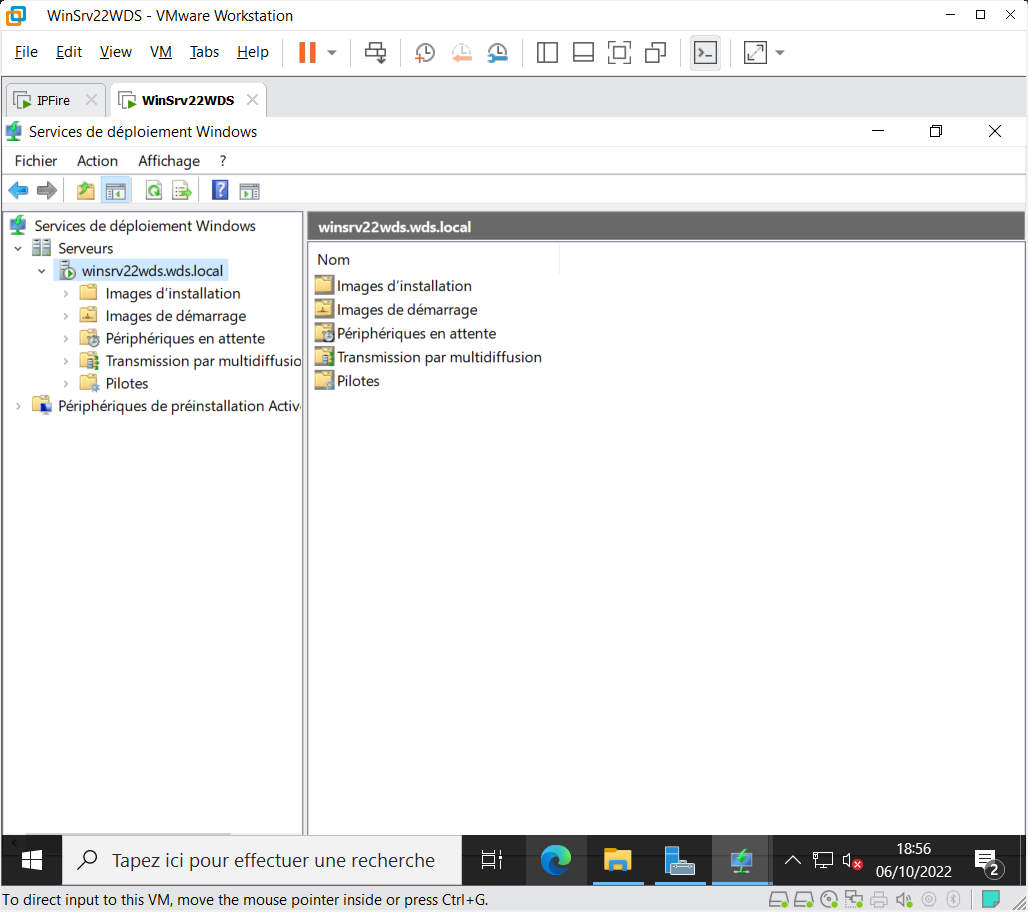 WinSrv22WDS - VMware Workstation
File Edit View VM Tabs Help
IPFire WinSrv22WDS
Services de déploiement Windows
Fichier Action Affichage ?
Services de déploiement Windows
Serveurs
winsrv22wds.wds.local
Images d'installation
Images de démarrage
Périphériques en attente
Transmission par multidiffusio
Pilotes
Périphériques de préinstallation Activ
winsrv22wds.wds.local
Nom
Images d'installation
Images de démarrage
Périphériques en attente
Transmission par multidiffusion
Pilotes
Tapez ici pour effectuer une recherche
18:56
06/10/2022
2
To direct input to this VM, move the mouse pointer inside or press Ctrl+G.